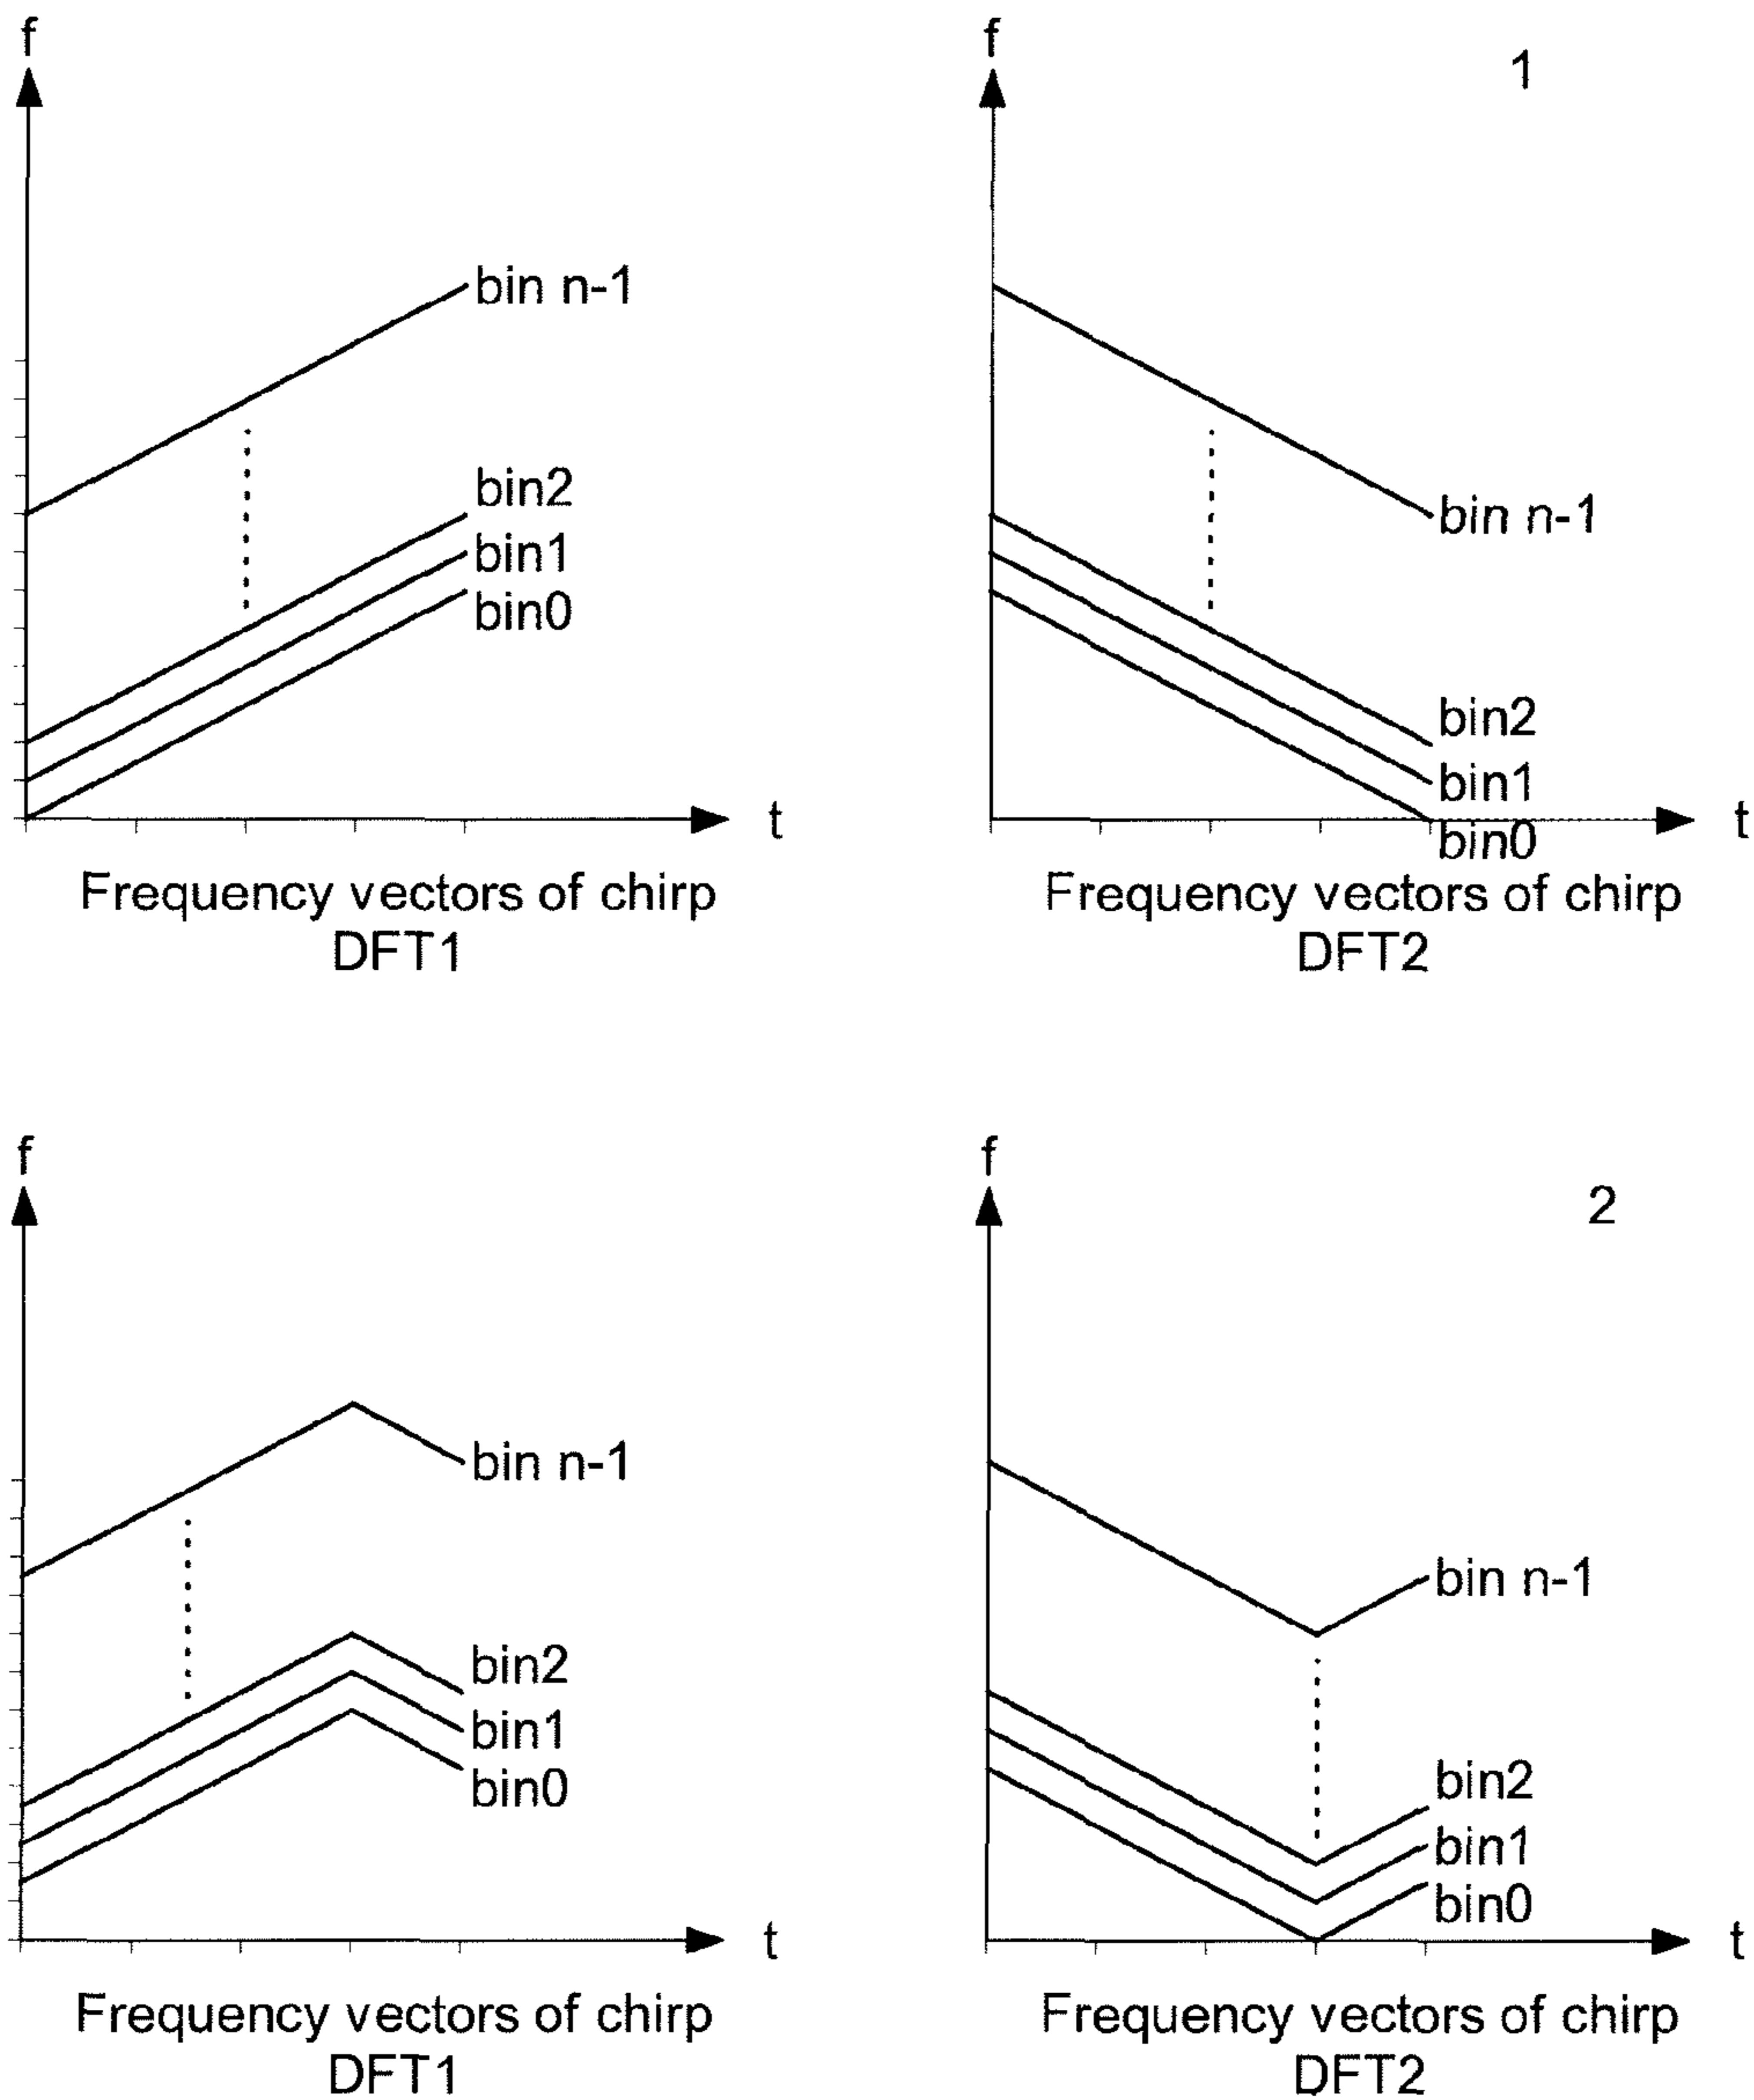 f
bin n-1
bin2
bin1
bin0
t
Frequency vectors of chirp
DFT1
f
1
bin n-1
bin2
bin1
bin0
t
Frequency vectors of chirp
DFT2
f
bin n-1
bin2
bin1
bin0
t
Frequency vectors of chirp
DFT1
f
2
bin n-1
bin2
bin1
bin0
t
Frequency vectors of chirp
DFT2